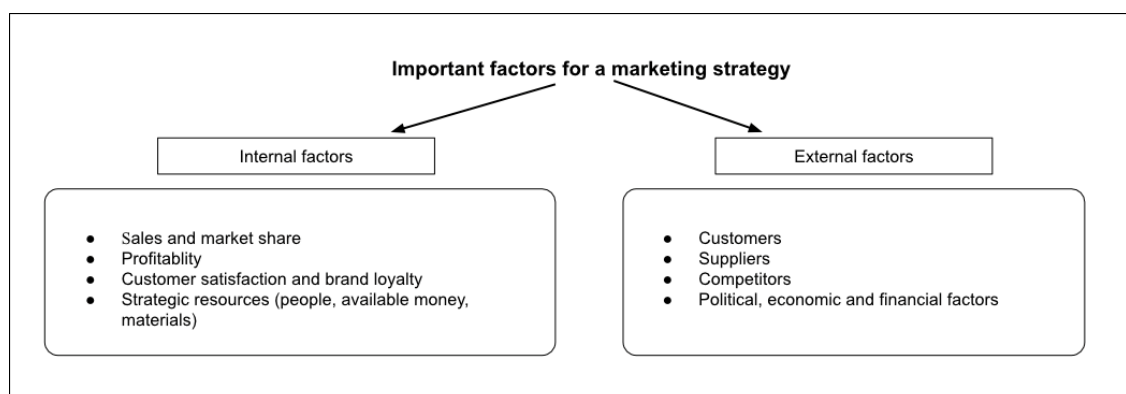 Important factors for a marketing strategy
Internal factors
● Sales and market share
● Profitablity
● Customer satisfaction and brand loyalty
● Strategic resources (people, available money,
materials)
External factors
● Customers
● Suppliers
● Competitors
● Political, economic and financial factors